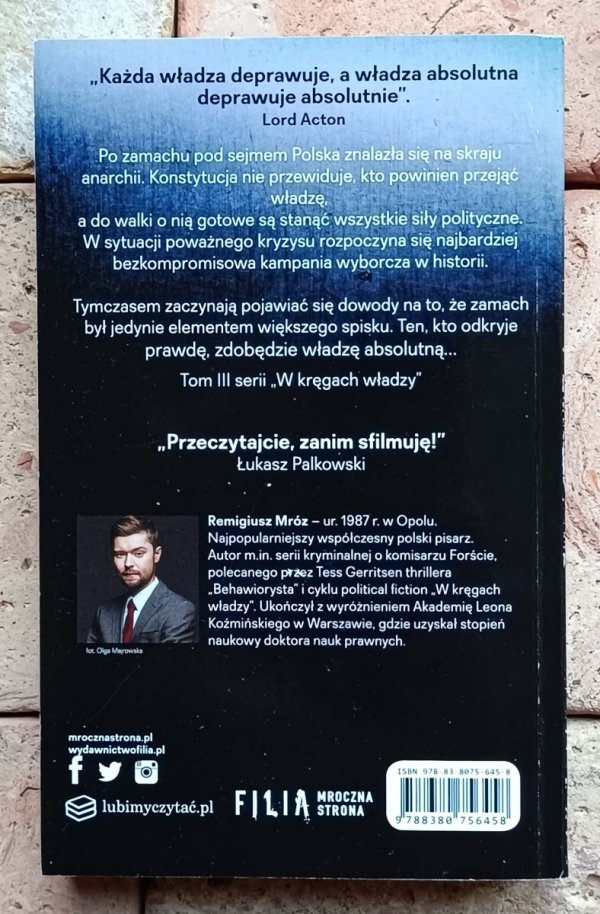 „Każda władza deprawuje, a władza absolutna
deprawuje absolutnie”.
Lord Acton
Po zamachu pod sejmem Polska znalazła się na skraju
anarchii. Konstytucja nie przewiduje, kto powinien przejąć
władzę,
a do walki o nią gotowe są stanąć wszystkie siły polityczne.
W sytuacji poważnego kryzysu rozpoczyna się najbardziej
bezkompromisowa kampania wyborcza w historii.
Tymczasem zaczynają pojawiać się dowody na to, że zamach
był jedynie elementem większego spisku. Ten, kto odkryje
prawdę, zdobędzie władzę absolutną...
Tom III serii „W kręgach władzy”
„Przeczytajcie, zanim sfilmuję!”
Łukasz Palkowski
Remigiusz Mróz – ur. 1987 r. w Opolu.
Najpopularniejszy współczesny polski pisarz.
Autor m.in. serii kryminalnej o komisarzu Forście,
polecanego przez Tess Gerritsen thrillera
„Behawiorysta” i cyklu political fiction „W kręgach
władzy”. Ukończył z wyróżnieniem Akademię Leona
Koźmińskiego w Warszawie, gdzie uzyskał stopień
naukowy doktora nauk prawnych.
fot. Olga Majrowska
mrocznastrona.pl
wydawnictwofilia.pl
lubimyczytać.pl
FILIA MROCZNA
STRONA
ISBN 978-83-8075-645-8
9 788380 756458